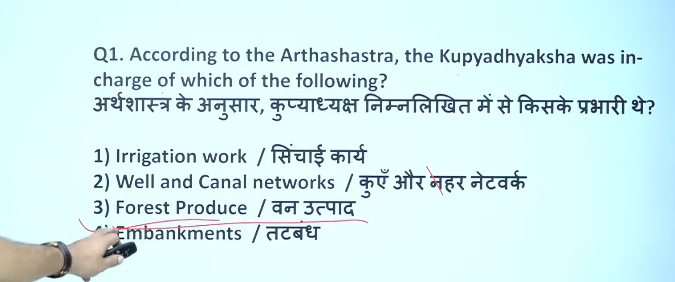 Q1. According to the Arthashastra, the Kupyadhyaksha was in-
charge of which of the following?
अर्थशास्त्र के अनुसार, कुप्याध्यक्ष निम्नलिखित में से किसके प्रभारी थे?
1) Irrigation work / सिंचाई कार्य
2) Well and Canal networks / कुएँ और नहर नेटवर्क
3) Forest Produce / वन उत्पाद
4) Embankments / तटबंध